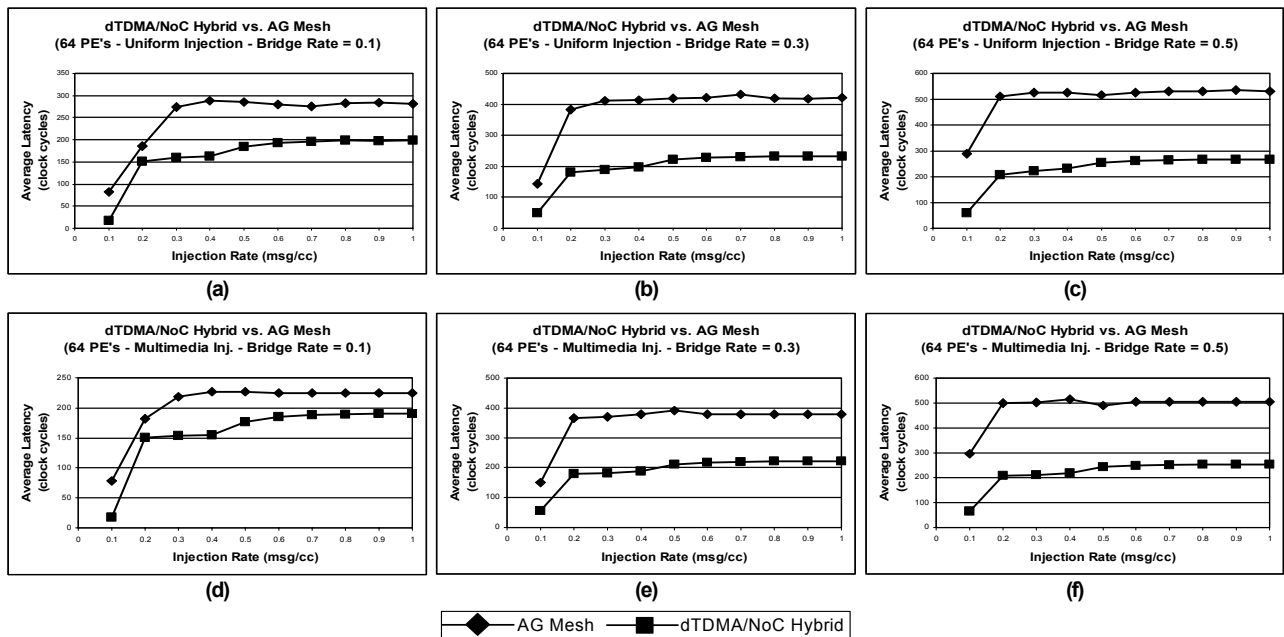 dTDMA/NoC Hybrid vs. AG Mesh
(64 PE's - Uniform Injection - Bridge Rate = 0.1)
Average Latency
(clock cycles)
350
300
250
200
150
100
50
0
0 0.1 0.2 0.3 0.4 0.5 0.6 0.7 0.8 0.9 1
Injection Rate (msg/cc)
(a)
dTDMA/NoC Hybrid vs. AG Mesh
(64 PE's - Uniform Injection - Bridge Rate = 0.3)
Average Latency
(clock cycles)
500
400
300
200
100
0
0 0.1 0.2 0.3 0.4 0.5 0.6 0.7 0.8 0.9 1
Injection Rate (msg/cc)
(b)
dTDMA/NoC Hybrid vs. AG Mesh
(64 PE's - Uniform Injection - Bridge Rate = 0.5)
Average Latency
(clock cycles)
600
500
400
300
200
100
0
0 0.1 0.2 0.3 0.4 0.5 0.6 0.7 0.8 0.9 1
Injection Rate (msg/cc)
(c)
dTDMA/NoC Hybrid vs. AG Mesh
(64 PE's - Multimedia Inj. - Bridge Rate = 0.1)
Average Latency
(clock cycles)
250
200
150
100
50
0
0 0.1 0.2 0.3 0.4 0.5 0.6 0.7 0.8 0.9 1
Injection Rate (msg/cc)
(d)
dTDMA/NoC Hybrid vs. AG Mesh
(64 PE's - Multimedia Inj. - Bridge Rate = 0.3)
Average Latency
(clock cycles)
500
400
300
200
100
0
0 0.1 0.2 0.3 0.4 0.5 0.6 0.7 0.8 0.9 1
Injection Rate (msg/cc)
(e)
dTDMA/NoC Hybrid vs. AG Mesh
(64 PE's - Multimedia Inj. - Bridge Rate = 0.5)
Average Latency
(clock cycles)
600
500
400
300
200
100
0
0 0.1 0.2 0.3 0.4 0.5 0.6 0.7 0.8 0.9 1
Injection Rate (msg/cc)
(f)
AG Mesh dTDMA/NoC Hybrid